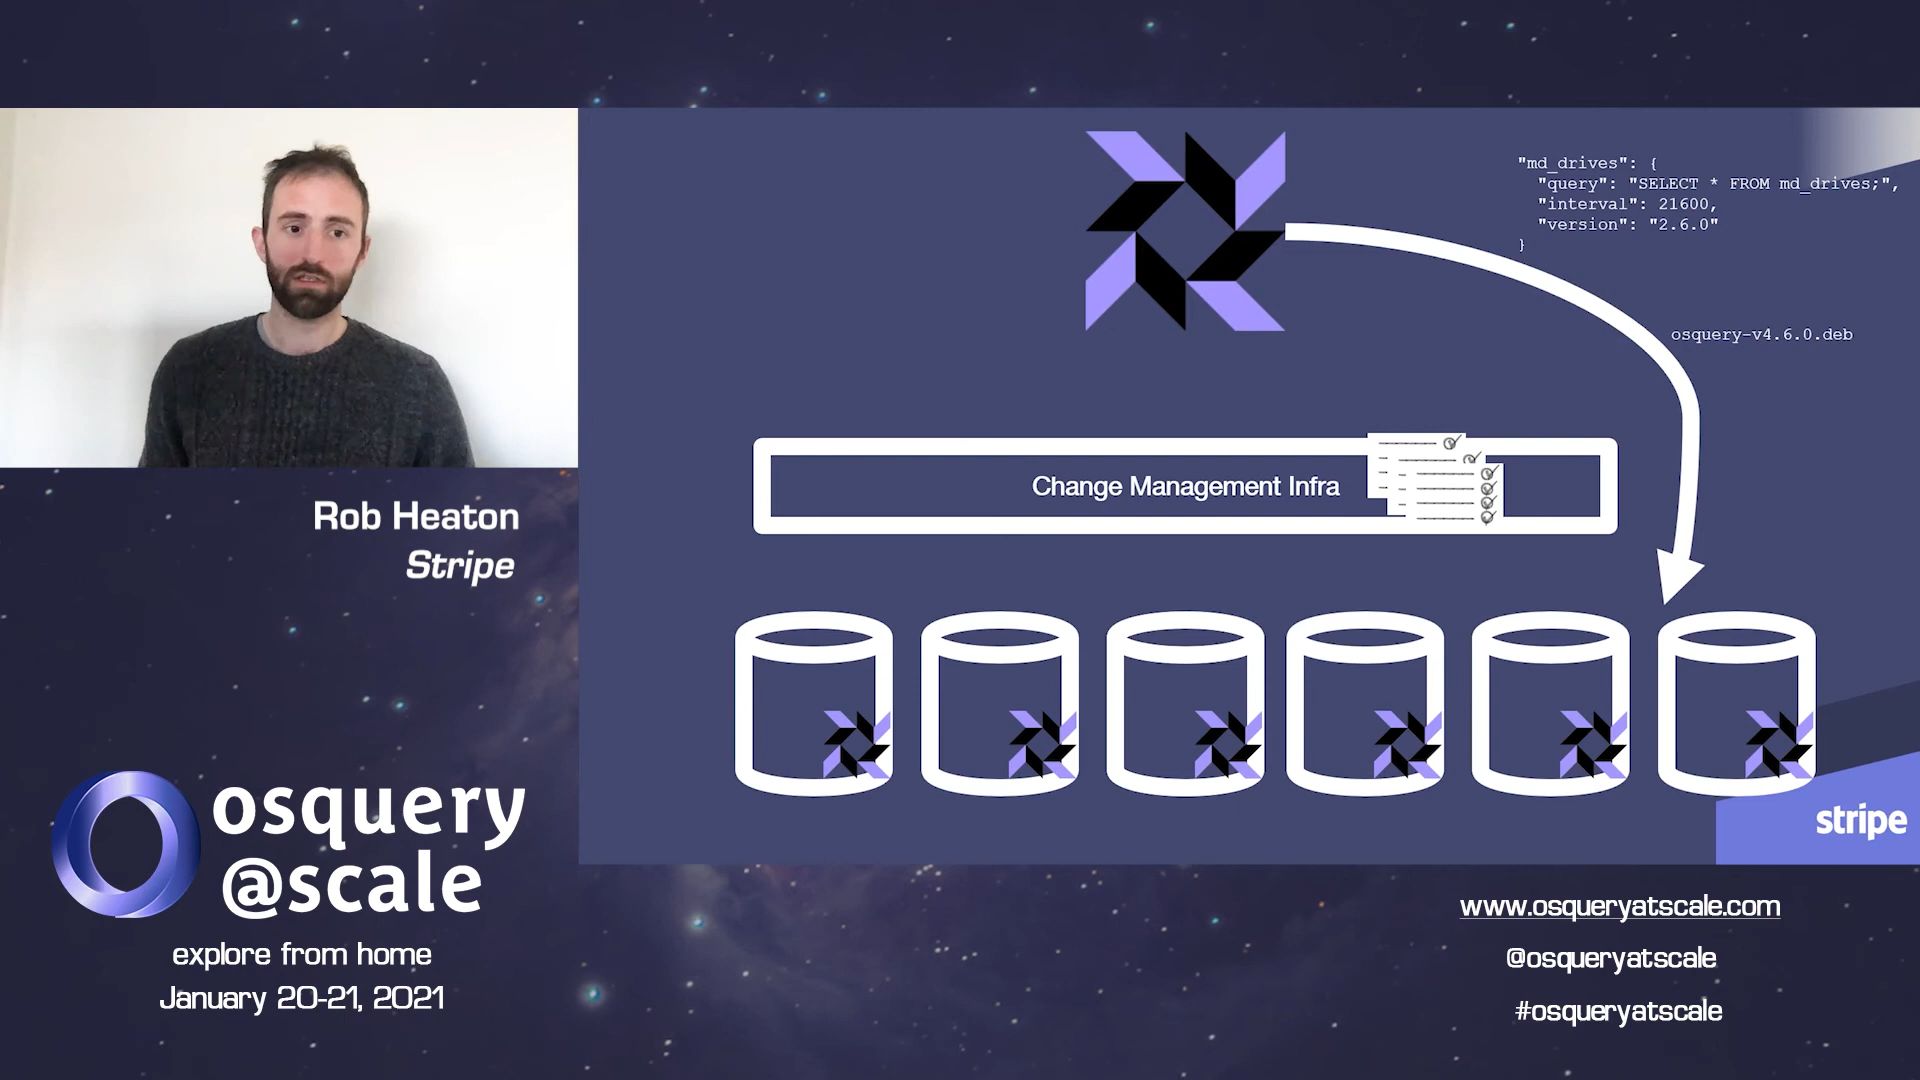 Rob Heaton
Stripe
osquery
@scale
explore from home
January 20-21, 2021
"md_drives": {
"query": "SELECT * FROM md_drives;",
"interval": 21600,
"version": "2.6.0"
}
osquery-v4.6.0.deb
Change Management Infra
stripe
www.osqueryatscale.com
@osqueryatscale
#osqueryatscale